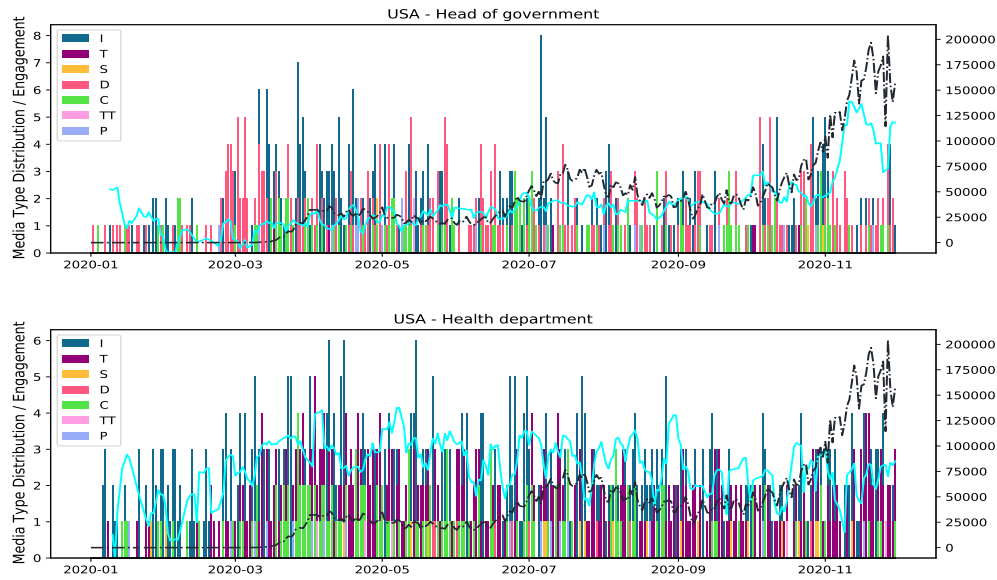 USA - Head of government
Media Type Distribution / Engagement
8
7
6
5
4
3
2
1
0
I
T
S
D
C
TT
P
200000
175000
150000
125000
100000
75000
50000
25000
0
2020-01 2020-03 2020-05 2020-07 2020-09 2020-11
USA - Health department
Media Type Distribution / Engagement
6
5
4
3
2
1
0
I
T
S
D
C
TT
P
200000
175000
150000
125000
100000
75000
50000
25000
0
2020-01 2020-03 2020-05 2020-07 2020-09 2020-11